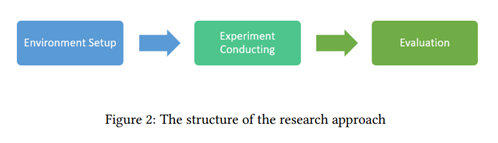 Environment Setup
Experiment
Conducting
Evaluation
Figure 2: The structure of the research approach